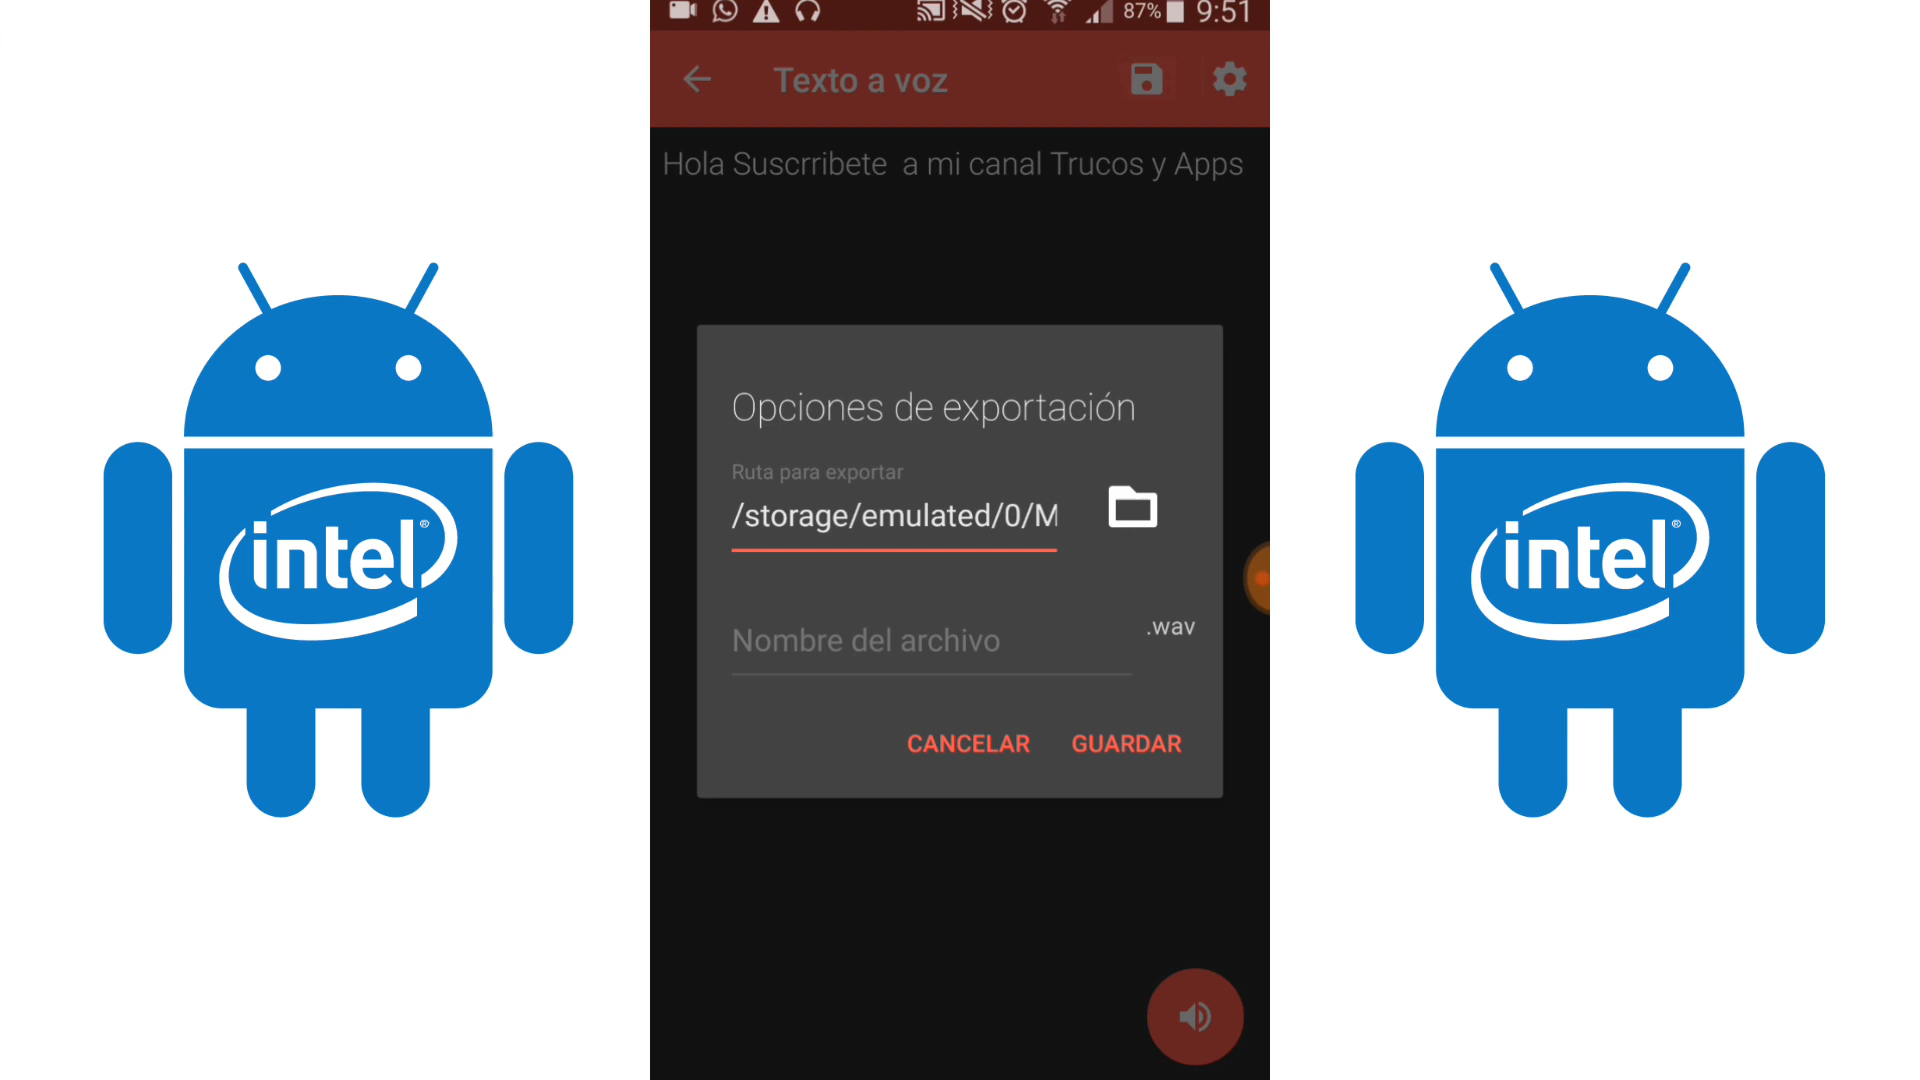 87% 9:51
Texto a voz
Hola Suscrribete a mi canal Trucos y Apps
Opciones de exportación
Ruta para exportar
/storage/emulated/0/M
Nombre del archivo
.wav
CANCELAR GUARDAR
intel®
intel®